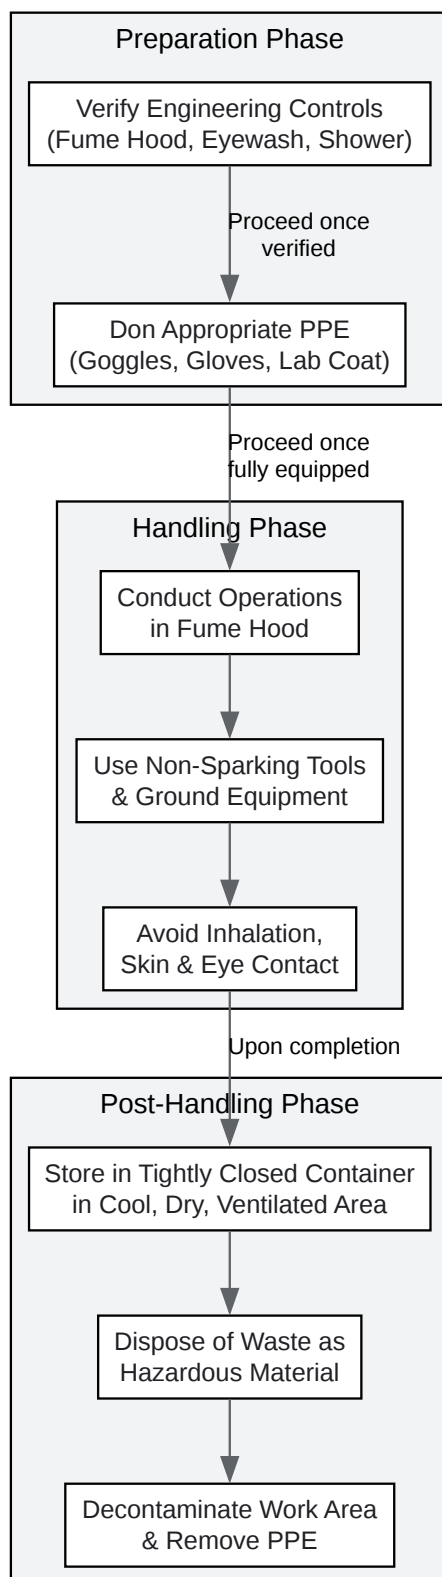 Preparation Phase
Verify Engineering Controls
(Fume Hood, Eyewash, Shower)
Proceed once
verified
Don Appropriate PPE
(Goggles, Gloves, Lab Coat)
Proceed once
fully equipped
Handling Phase
Conduct Operations
in Fume Hood
Use Non-Sparking Tools
& Ground Equipment
Avoid Inhalation,
Skin & Eye Contact
Upon completion
Post-Handling Phase
Store in Tightly Closed Container
in Cool, Dry, Ventilated Area
Dispose of Waste as
Hazardous Material
Decontaminate Work Area
& Remove PPE